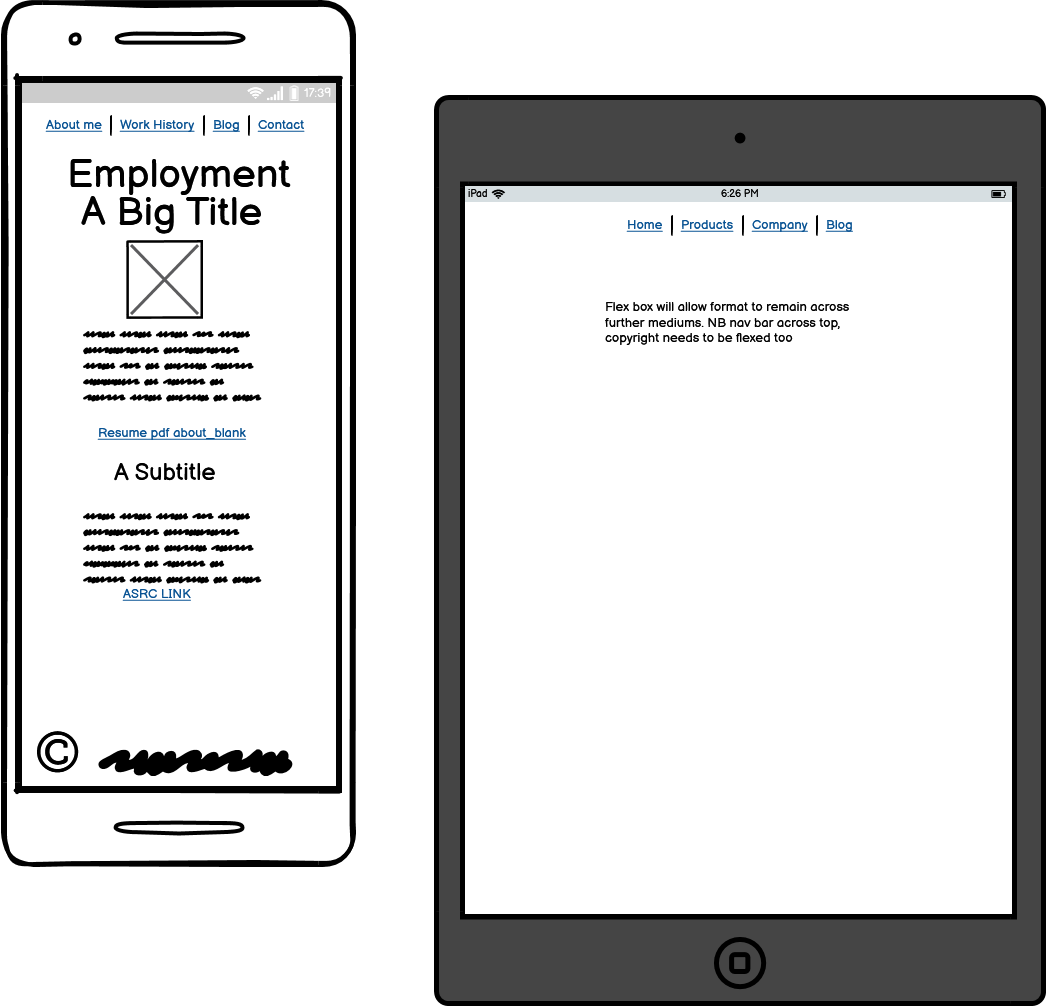 17:39
About me | Work History | Blog | Contact
Employment
A Big Title
Resume pdf about_blank
A Subtitle
ASRC LINK
©
iPad 6:26 PM
Home | Products | Company | Blog
Flex box will allow format to remain across
further mediums. NB nav bar across top,
copyright needs to be flexed too